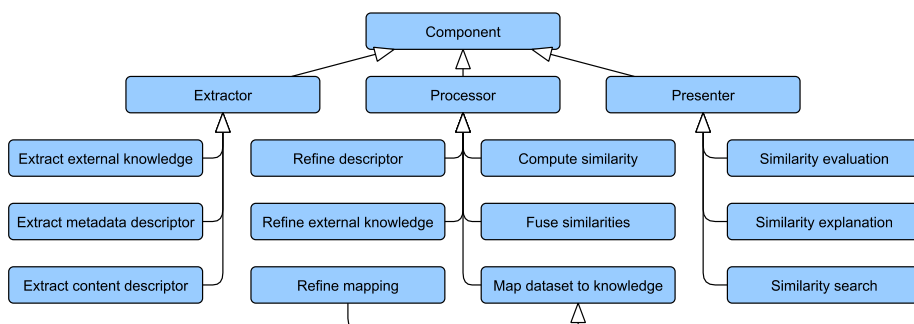 Component
Extractor
Processor
Presenter
Extract external knowledge
Refine descriptor
Compute similarity
Similarity evaluation
Extract metadata descriptor
Refine external knowledge
Fuse similarities
Similarity explanation
Extract content descriptor
Refine mapping
Map dataset to knowledge
Similarity search